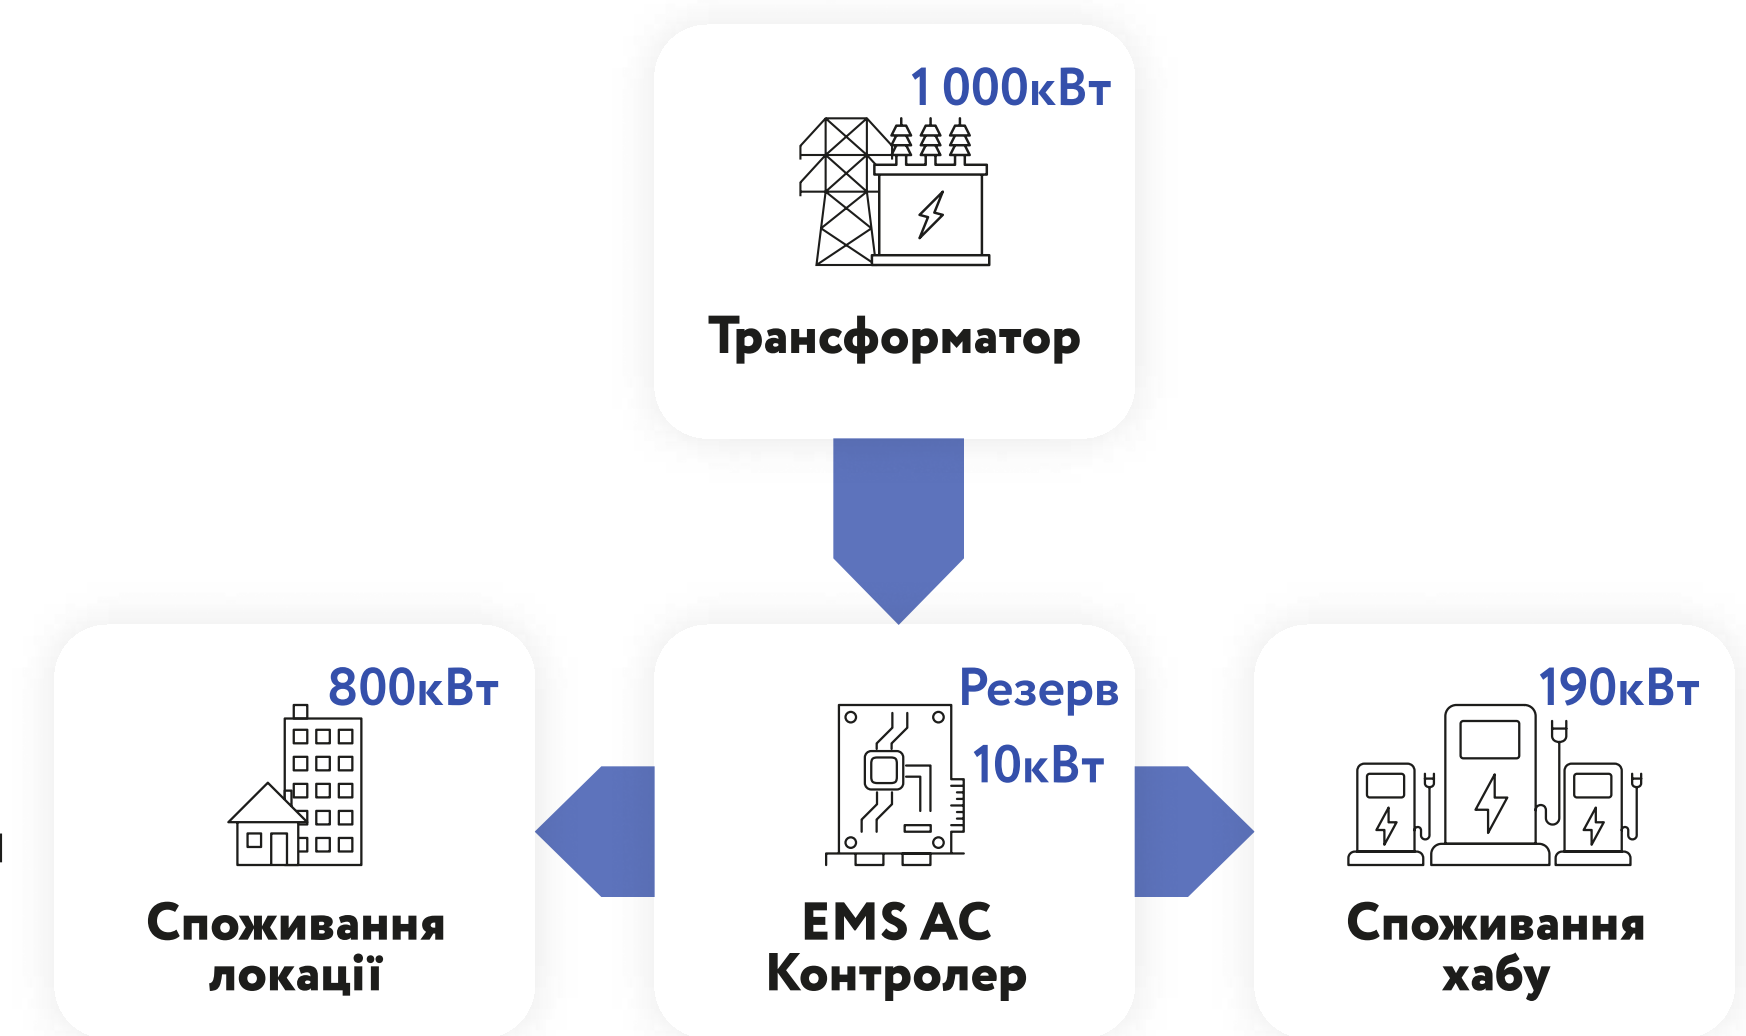 1 000кВт
Трансформатор
800кВт
Споживання
локації
Резерв
10кВт
EMS AC
Контролер
190кВт
Споживання
хабу